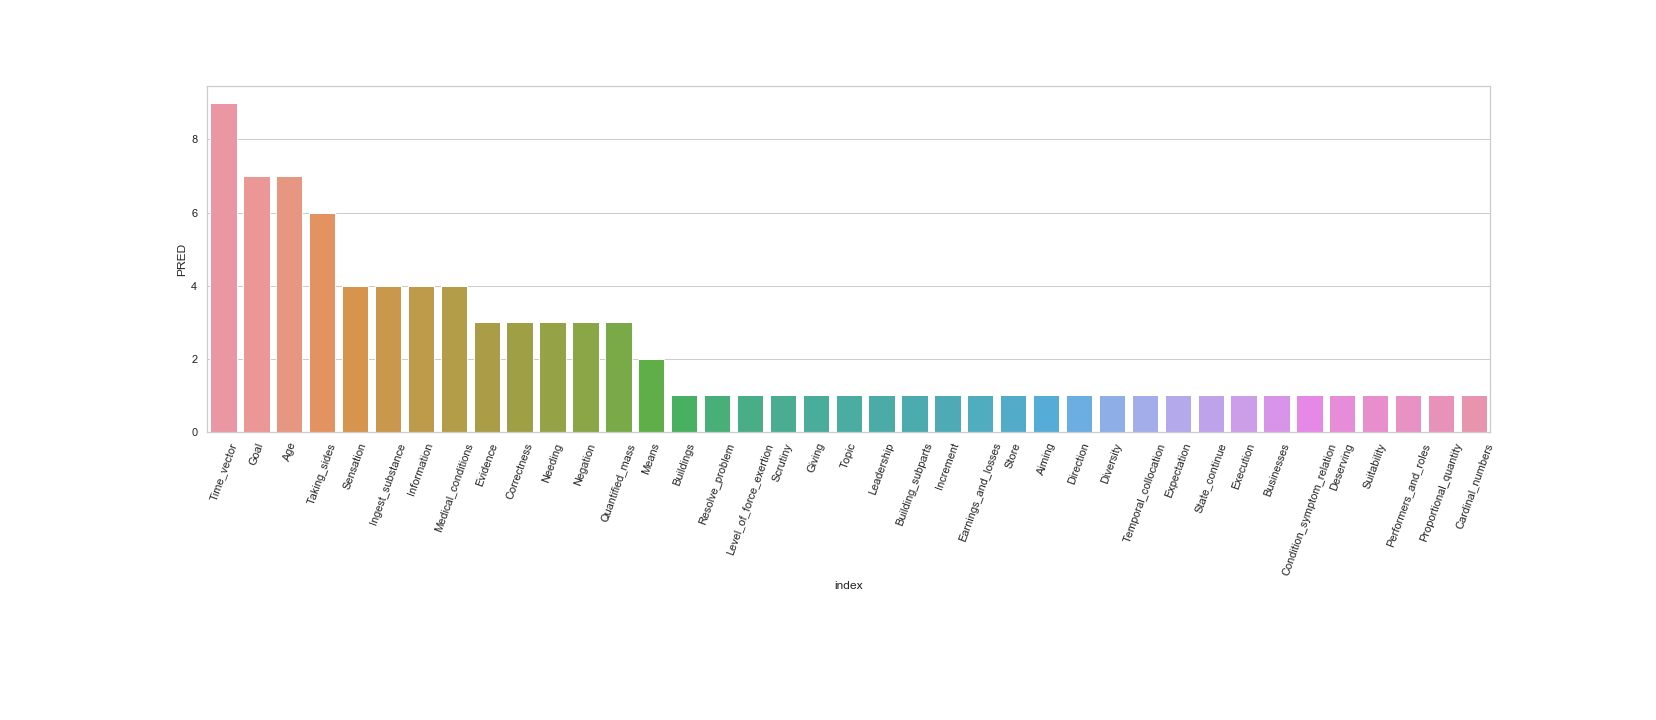 8
6
4
2
0
PRED
Time_vector
Goal
Age
Taking_sides
Sensation
Ingest_substance
Information
Medical_conditions
Evidence
Correctness
Needing
Negation
Quantified_mass
Means
Buildings
Resolve_problem
Level_of_force_exertion
Scrutiny
Giving
Topic
Leadership
Building_subparts
Increment
Earnings_and_losses
Store
Aiming
Direction
Diversity
Temporal_collocation
Expectation
State_continue
Execution
Businesses
Condition_symptom_relation
Deserving
Suitability
Performers_and_roles
Proportional_quantity
Cardinal_numbers
index